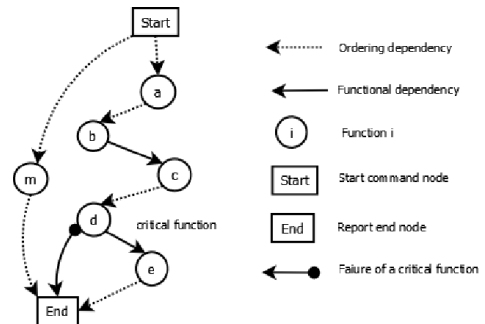 Start
a
b
c
m
d
critical function
e
End
Ordering dependency
Functional dependency
i
Function i
Start
Start command node
End
Report end node
Faiure of a critical function